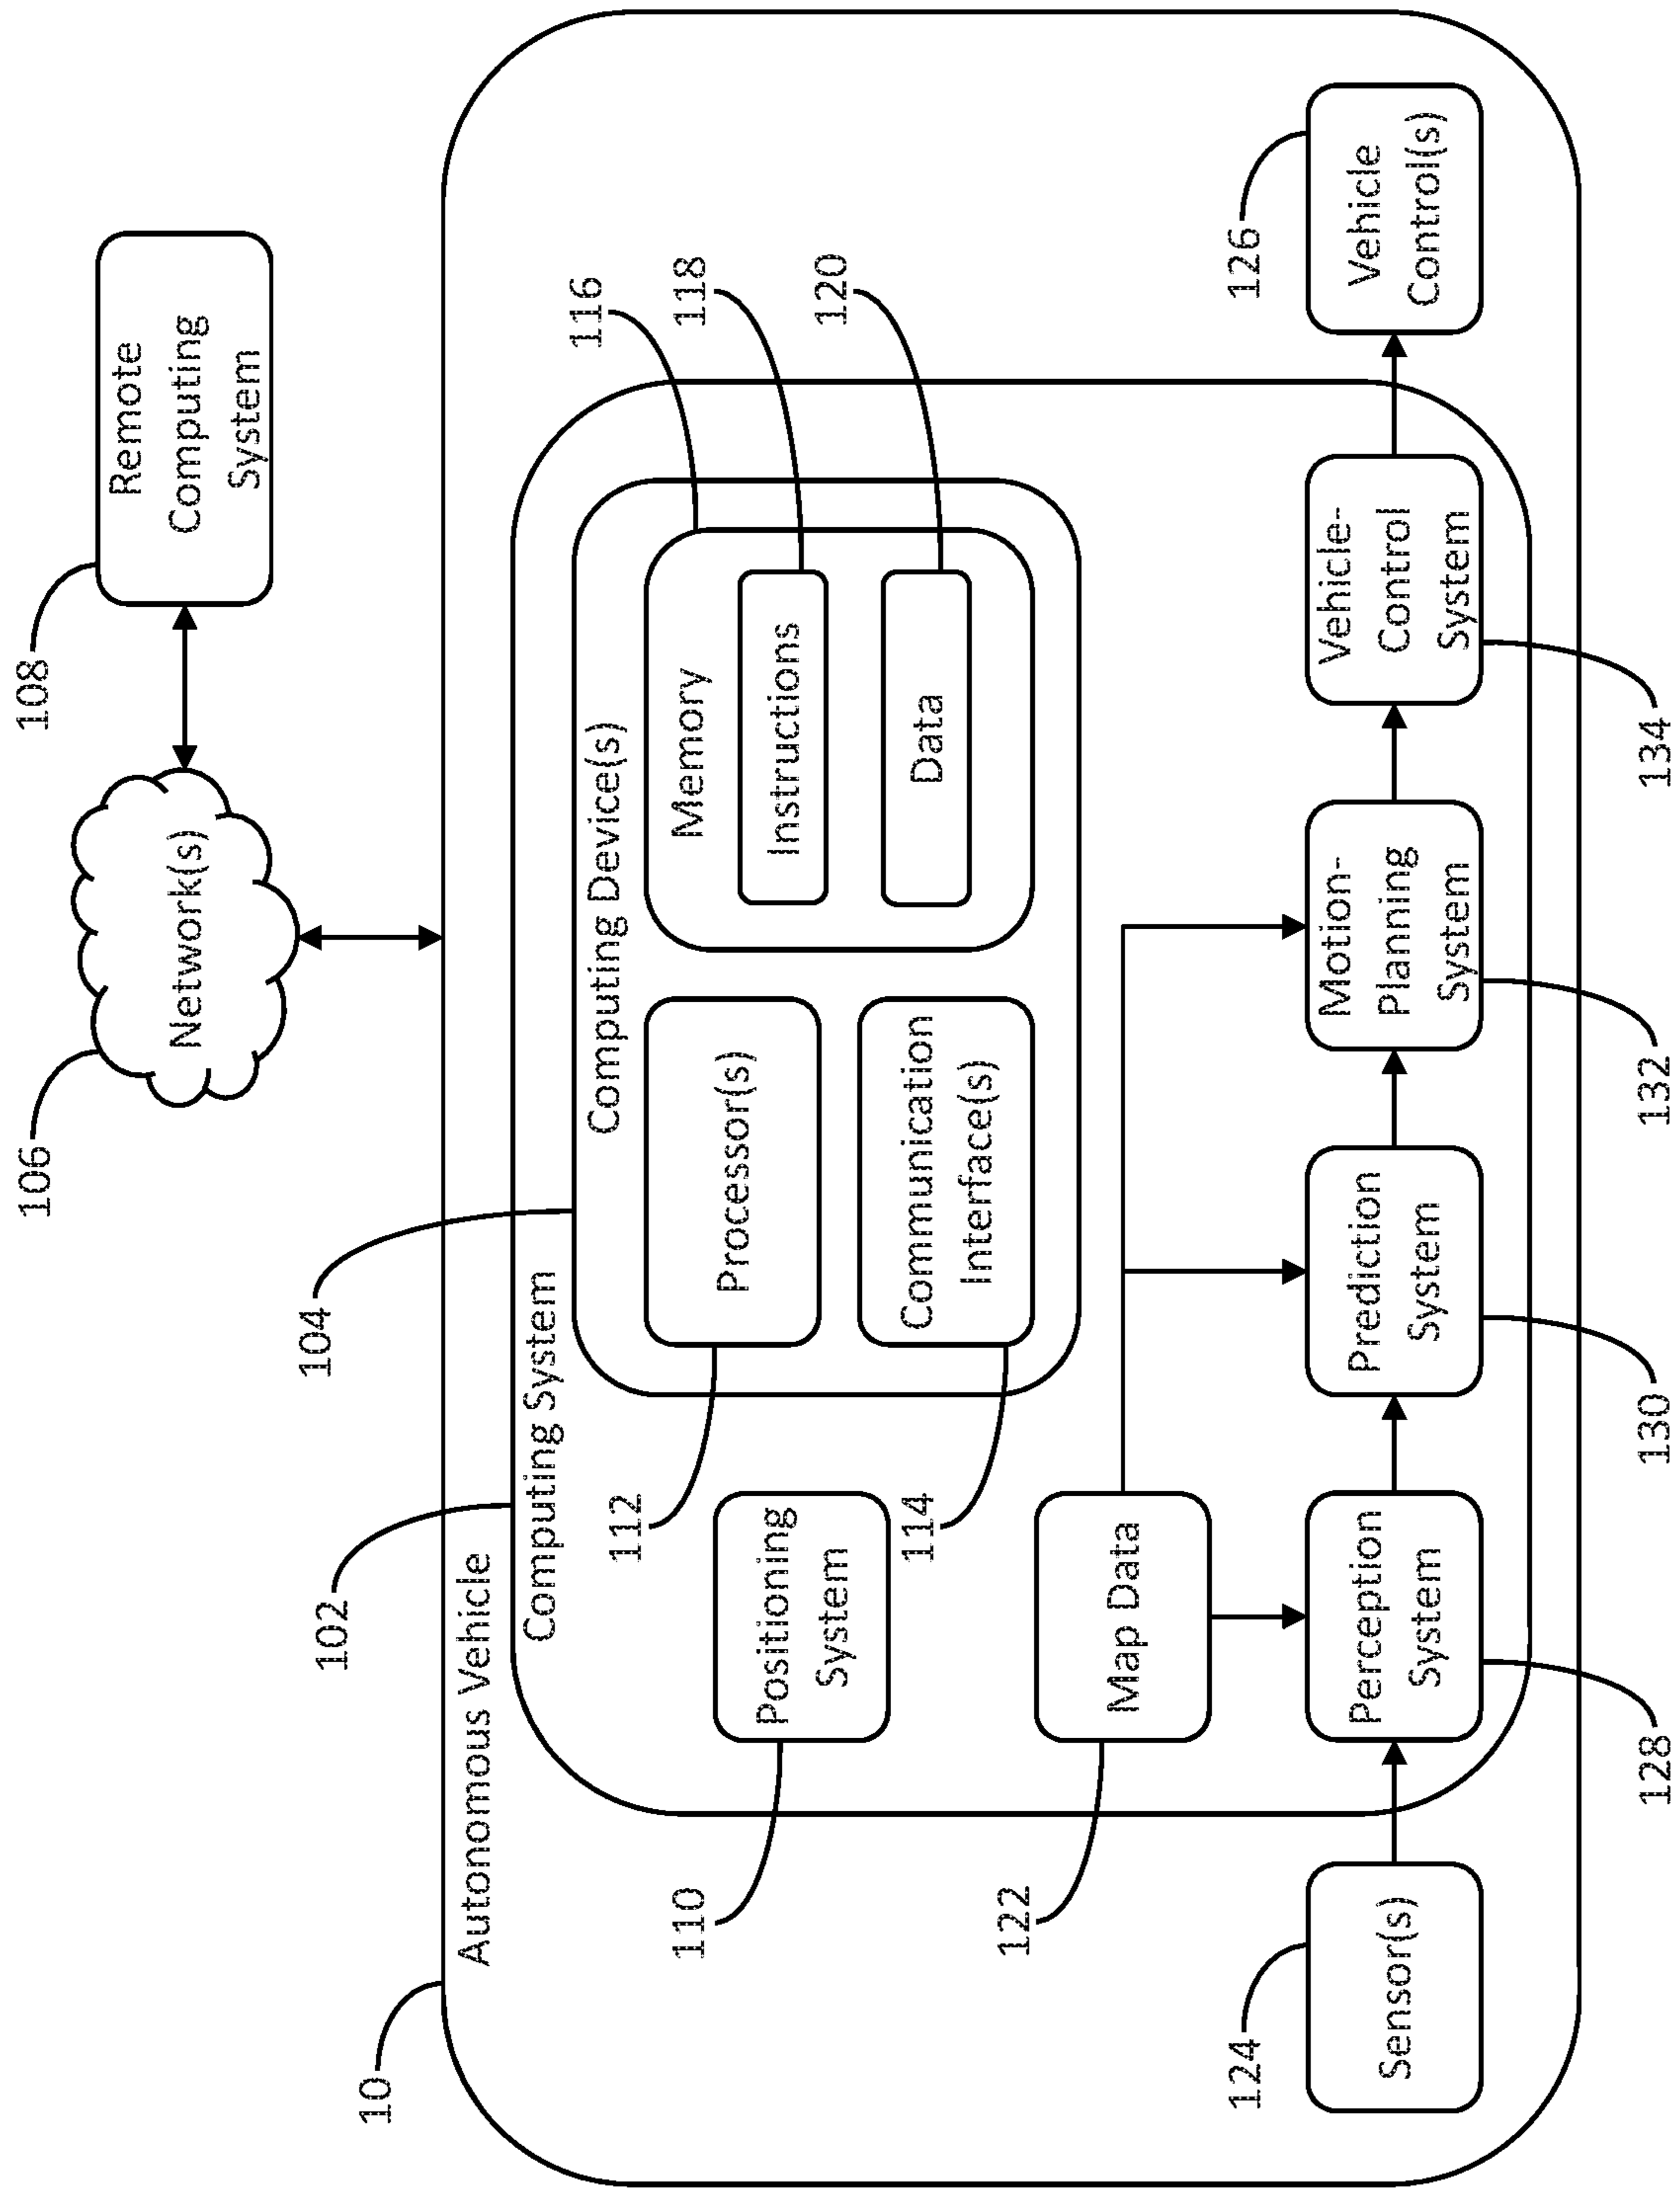 106
108
Network(s)
Remote
Computing
System
10
102
104
Autonomous Vehicle
Computing System
Computing Device(s)
116
118
120
110
Positioning
System
112
Processor(s)
114
Communication
Interface(s)
Memory
Instructions
Data
122
Map Data
124
126
Sensor(s)
Perception
System
Prediction
System
Motion-
Planning
System
Vehicle-
Control
System
Vehicle
Control(s)
128
130
132
134